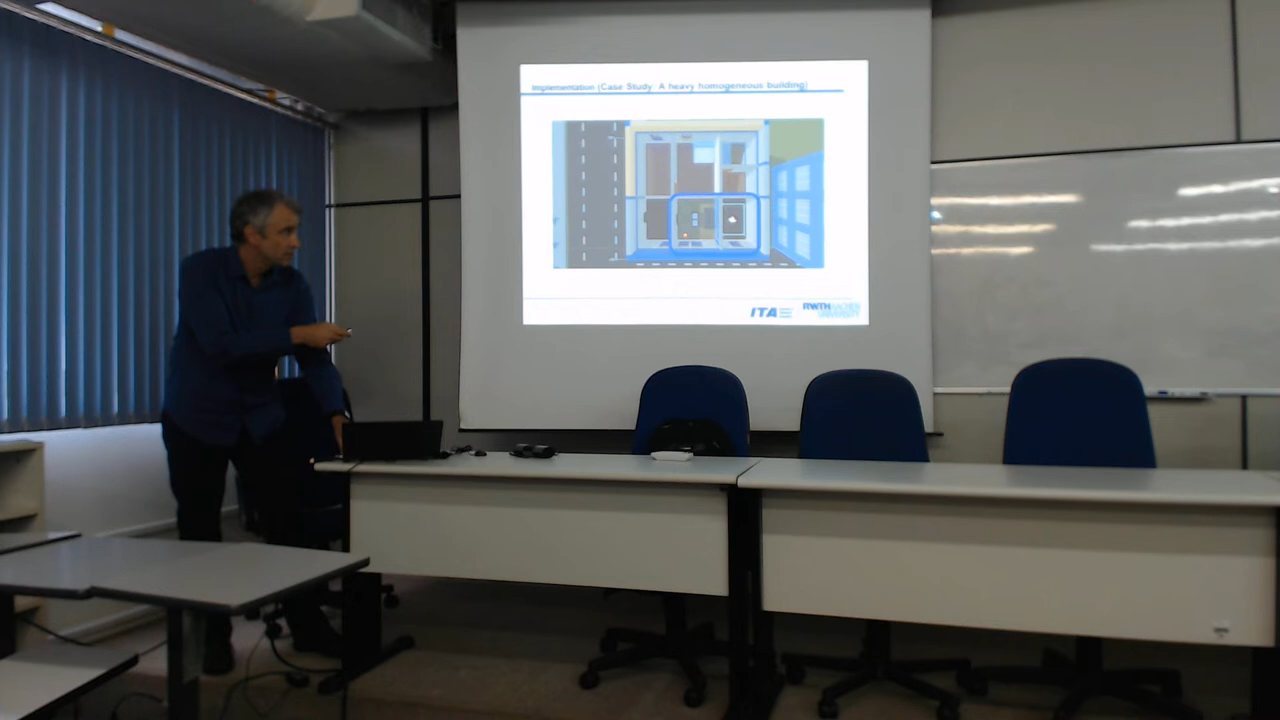 Implementation (Case Study: A heavy homogeneous building)
ITA
RWTH AACHEN
UNIVERSITY